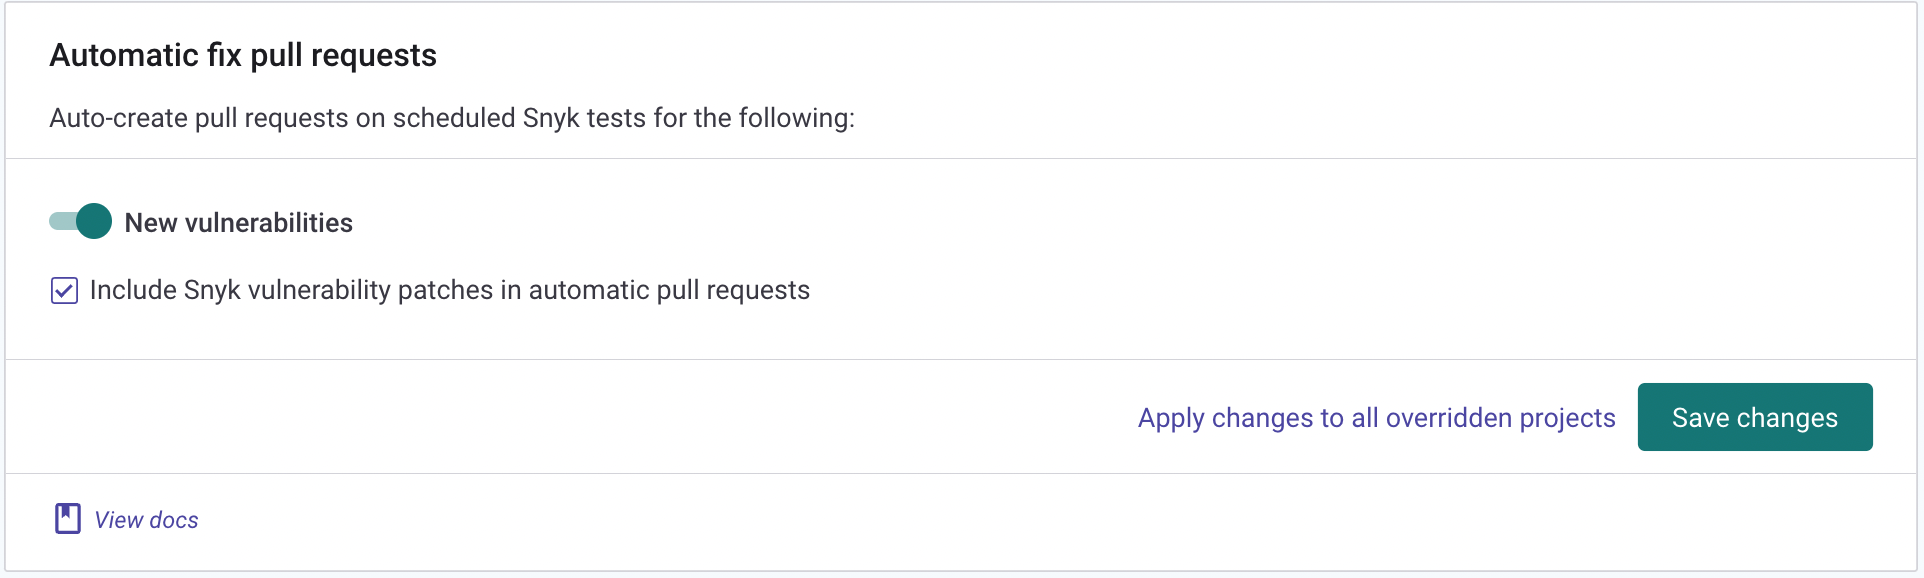 Automatic fix pull requests
Auto-create pull requests on scheduled Snyk tests for the following:
New vulnerabilities
Include Snyk vulnerability patches in automatic pull requests
Apply changes to all overridden projects
Save changes
View docs